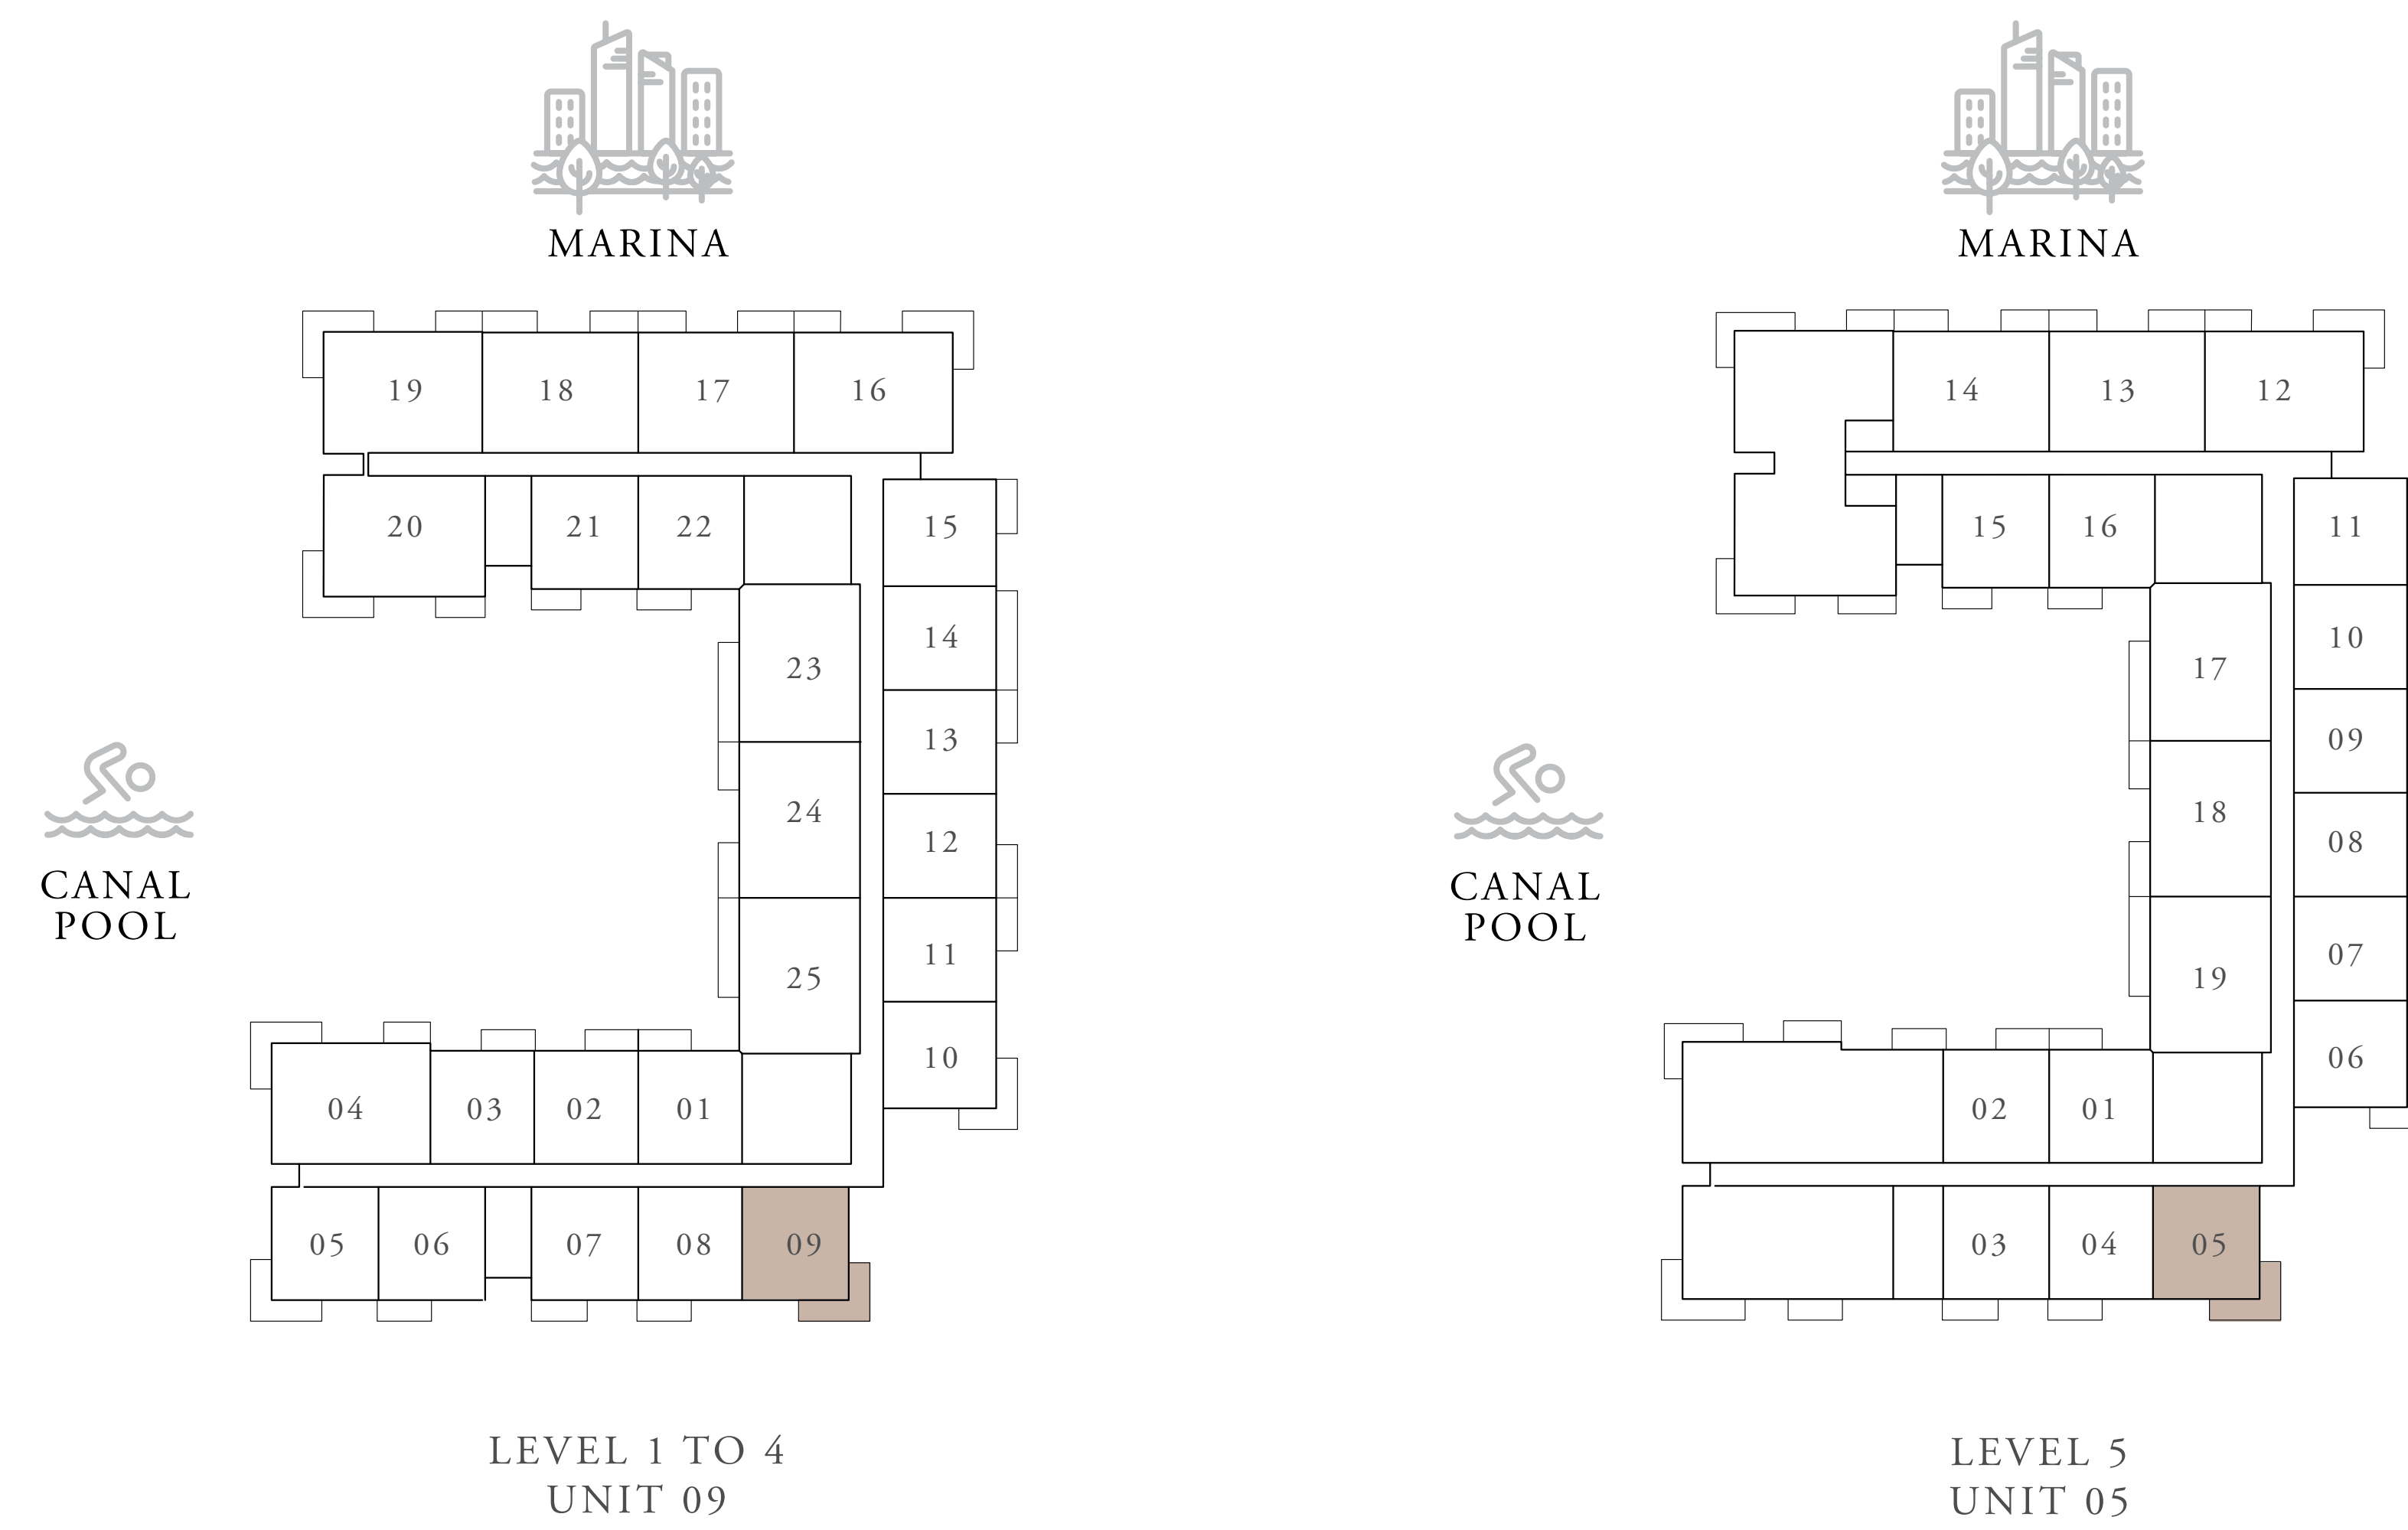 MARINA
19 18 17 16
20 21 22 15
14
23
13
CANAL
POOL
24
12
11
25
10
04 03 02 01
05 06 07 08 09
LEVEL 1 TO 4
UNIT 09
MARINA
14 13 12
15 16 11
10
17
09
CANAL
POOL
18
08
07
19
06
02 01
03 04 05
LEVEL 5
UNIT 05